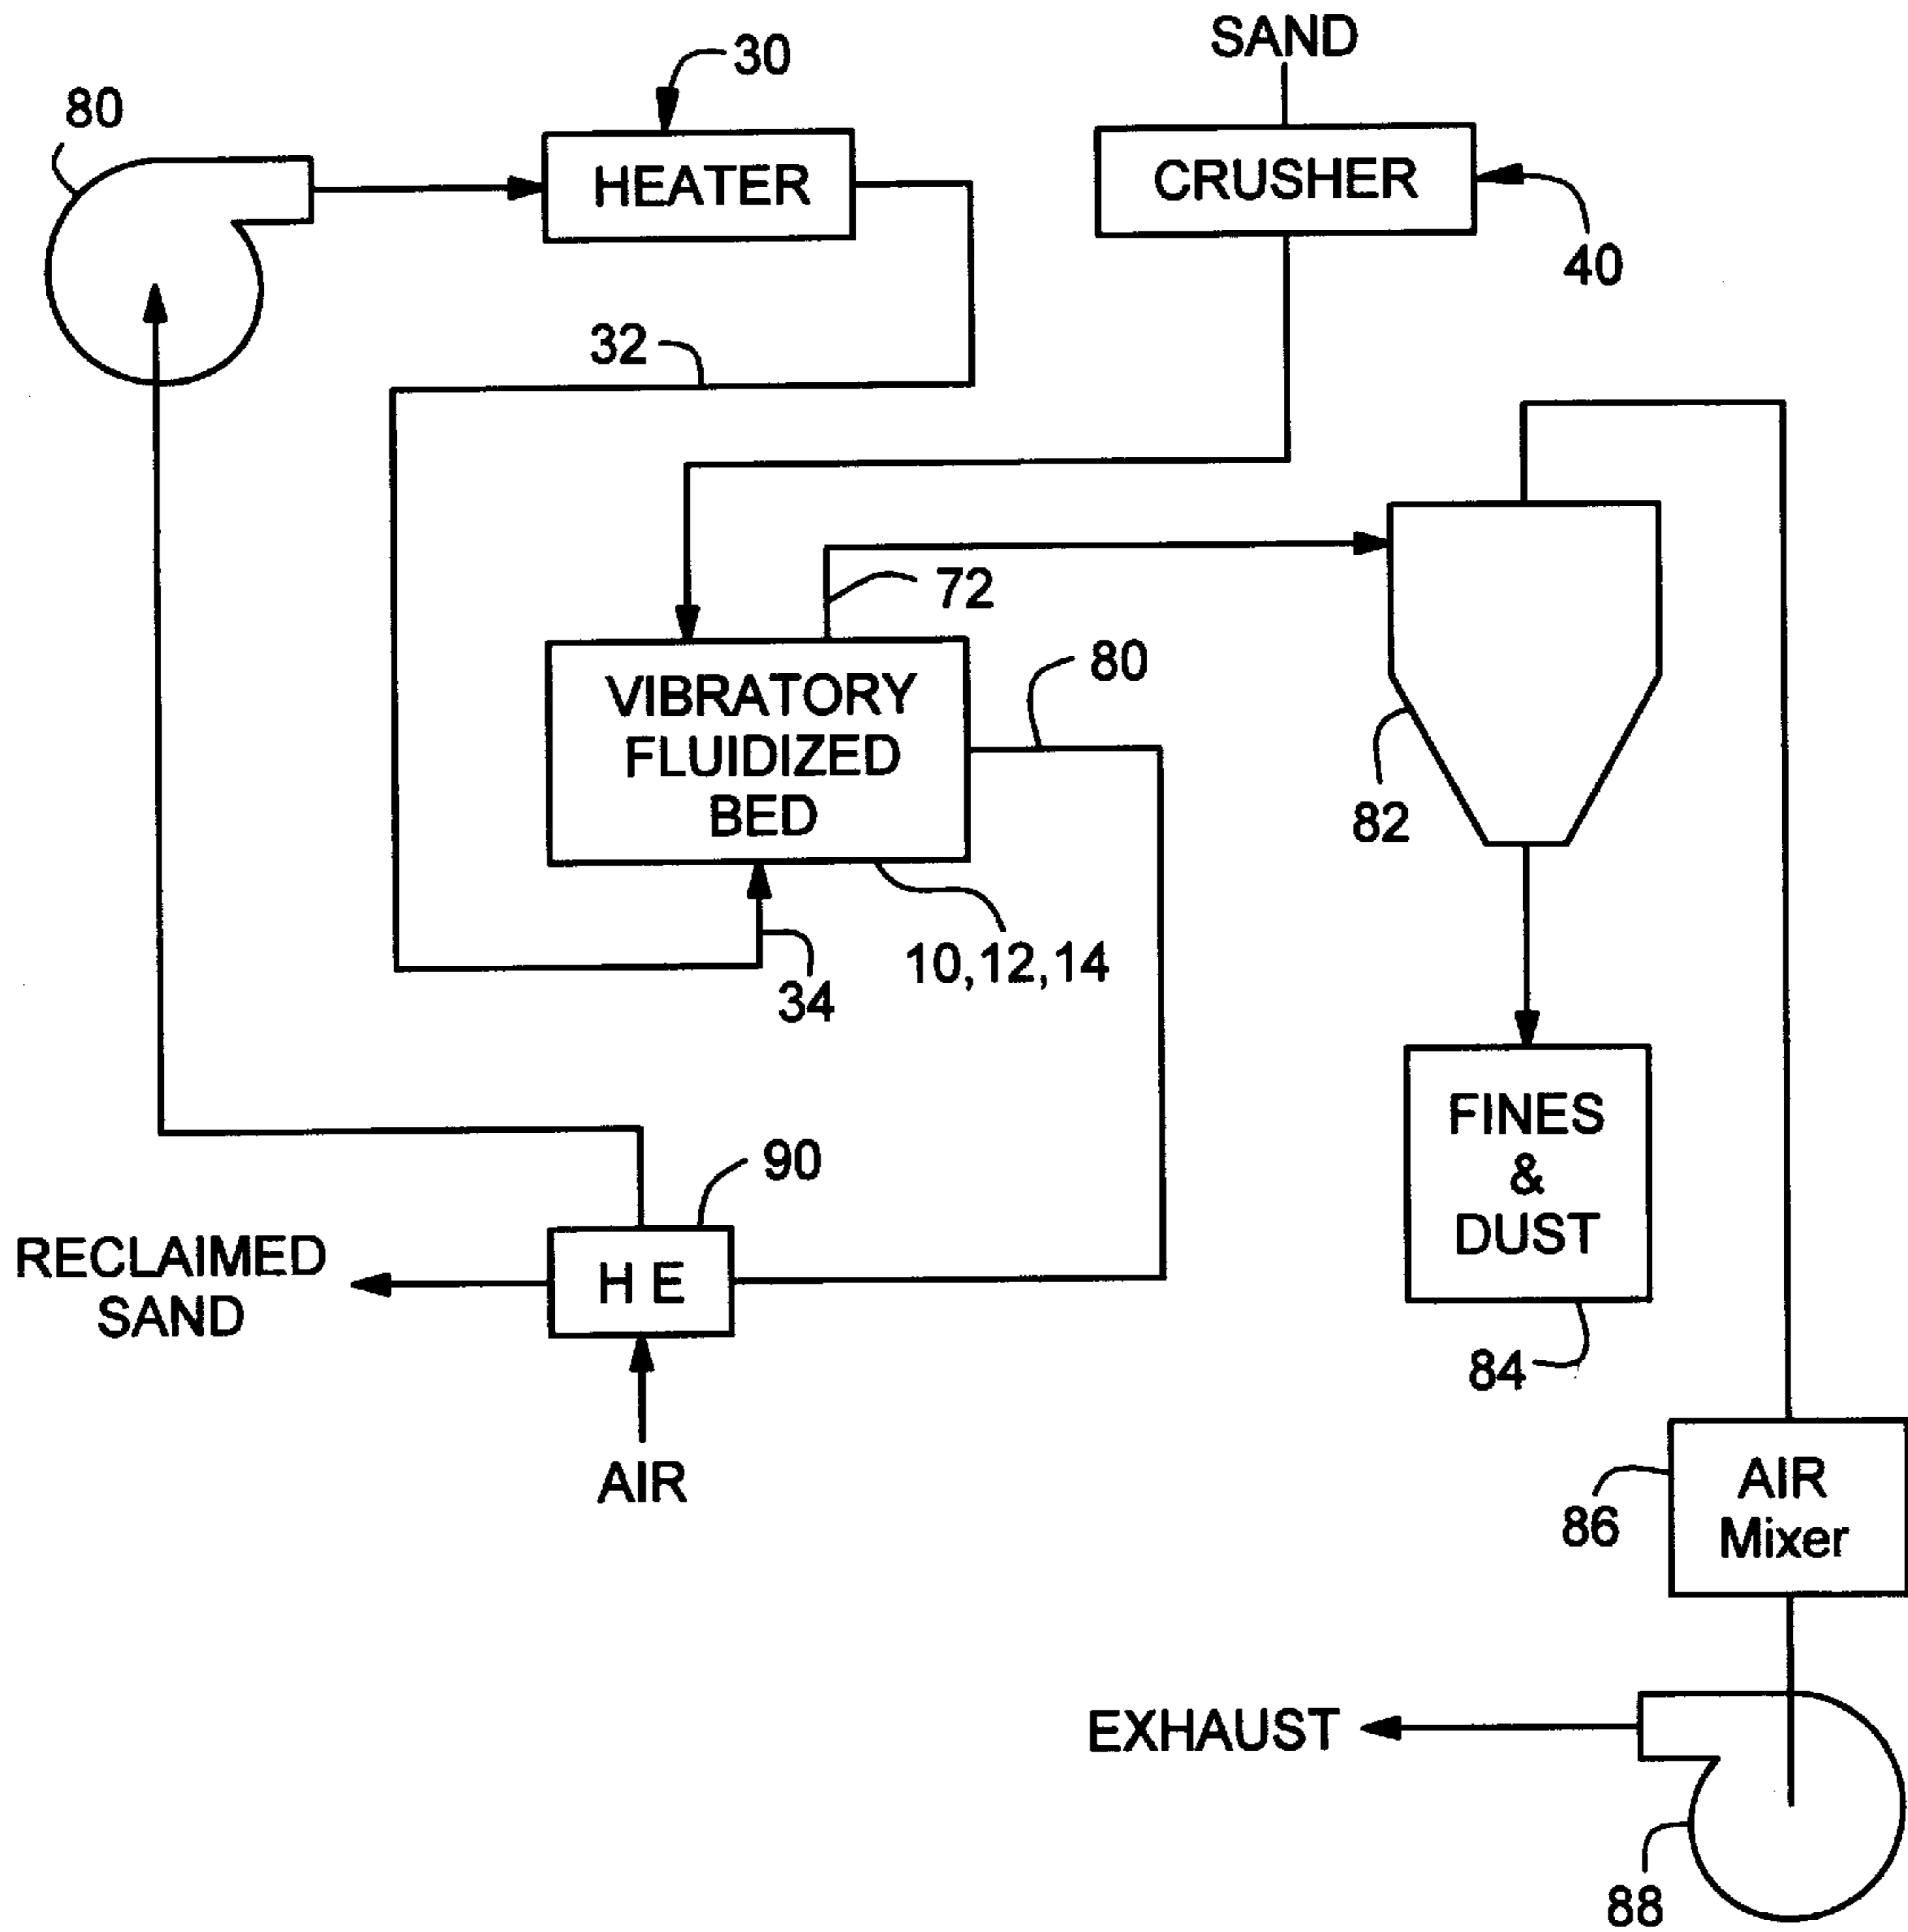 SAND
30
80
HEATER
CRUSHER
40
32
72
80
VIBRATORY
FLUIDIZED
BED
82
10,12,14
34
FINES
&
DUST
90
RECLAIMED
SAND
H E
84
AIR
AIR
Mixer
86
EXHAUST
88